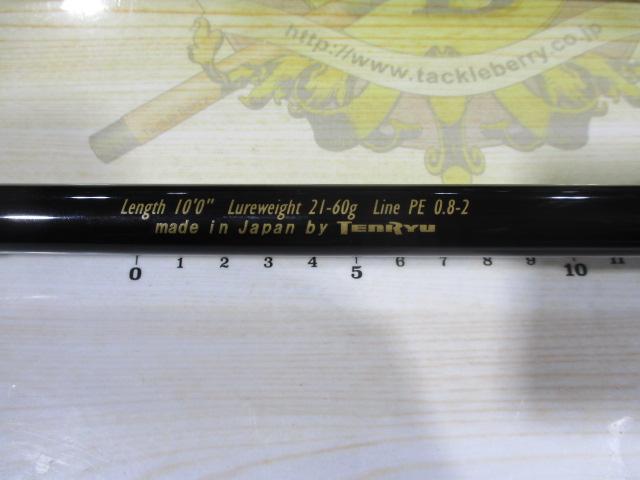 http://www.tackleberry.co.jp/
Length 10'0" Lureweight 21-60g Line PE 0.8-2
made in Japan by TENRYU
0 1 2 3 4 5 6 7 8 9 10 11